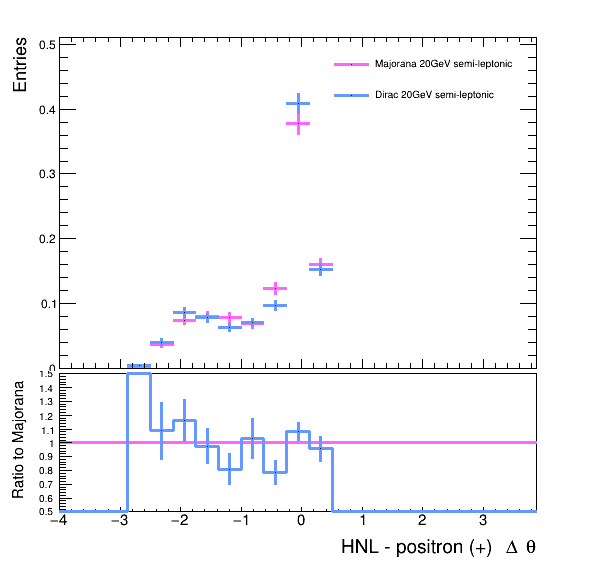 Entries
0.5
Majorana 20GeV semi-leptonic
Dirac 20GeV semi-leptonic
0.4
0.3
0.2
0.1
0
Ratio to Majorana
1.5
1.4
1.3
1.2
1.1
1
0.9
0.8
0.7
0.6
0.5
−4 −3 −2 −1 0 1 2 3
HNL - positron (+) Δ θ